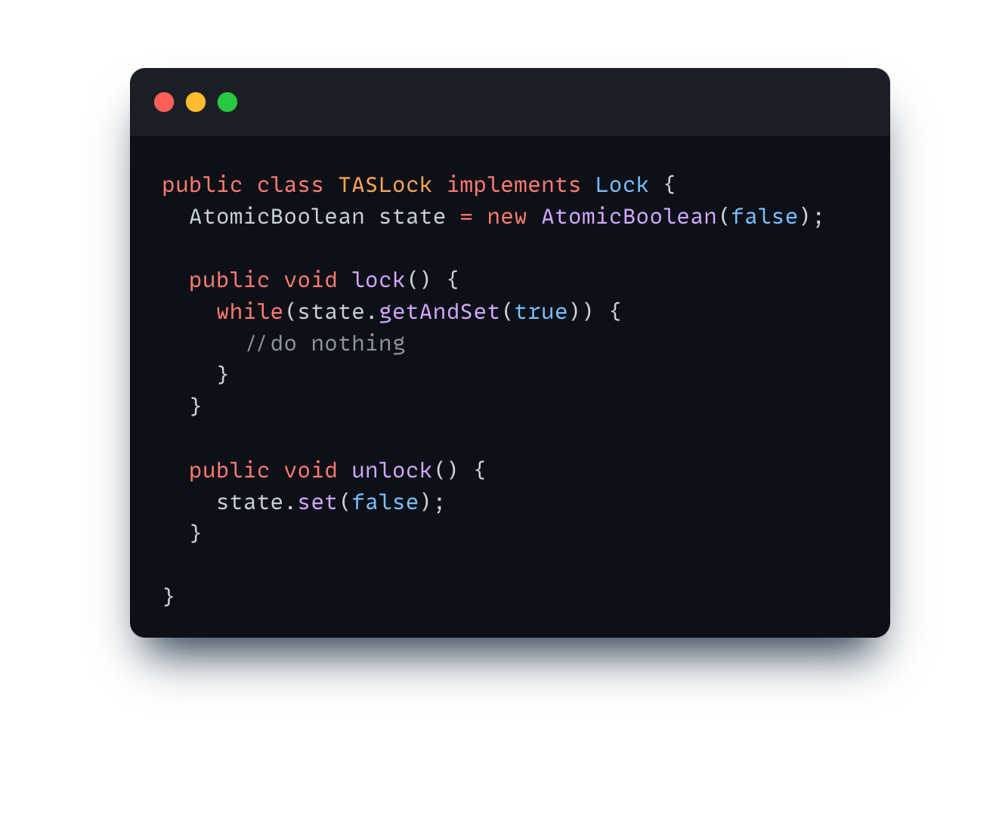 public class TASLock implements Lock {
  AtomicBoolean state = new AtomicBoolean(false);

  public void lock() {
    while(state.getAndSet(true)) {
      //do nothing
    }
  }

  public void unlock() {
    state.set(false);
  }

}